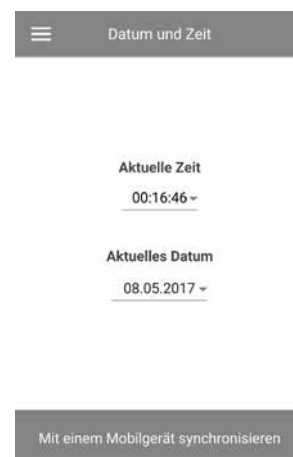 Datum und Zeit
Aktuelle Zeit
00:16:46
Aktuelles Datum
08.05.2017
Mit einem Mobilgerät synchronisieren